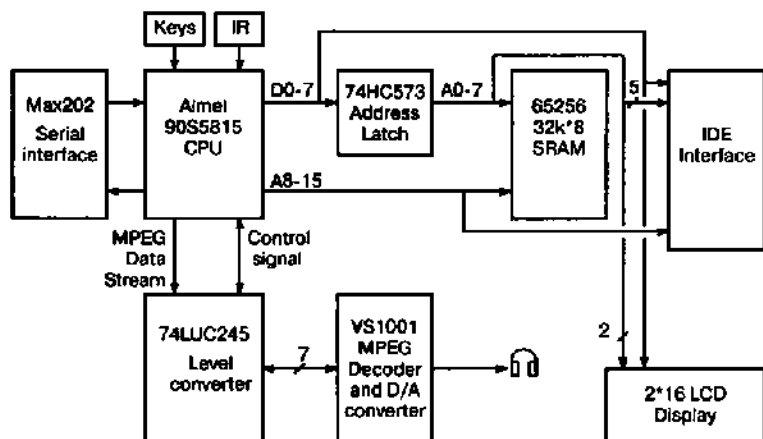 Keys
IR
Max202
Serial
interface
Atmel
90S5815
CPU
D0-7
74HC573
Address
Latch
A0-7
65256
32k*8
SRAM
5
IDE
Interface
A8-15
MPEG
Data
Stream
Control
signal
74LUC245
Level
converter
7
VS1001
MPEG
Decoder
and D/A
converter
2
2*16 LCD
Display